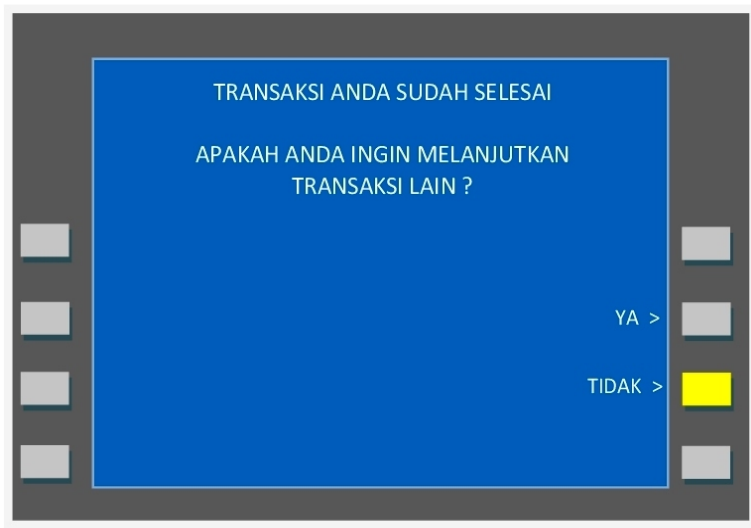 TRANSAKSI ANDA SUDAH SELESAI
APAKAH ANDA INGIN MELANJUTKAN
TRANSAKSI LAIN ?
YA >
TIDAK >